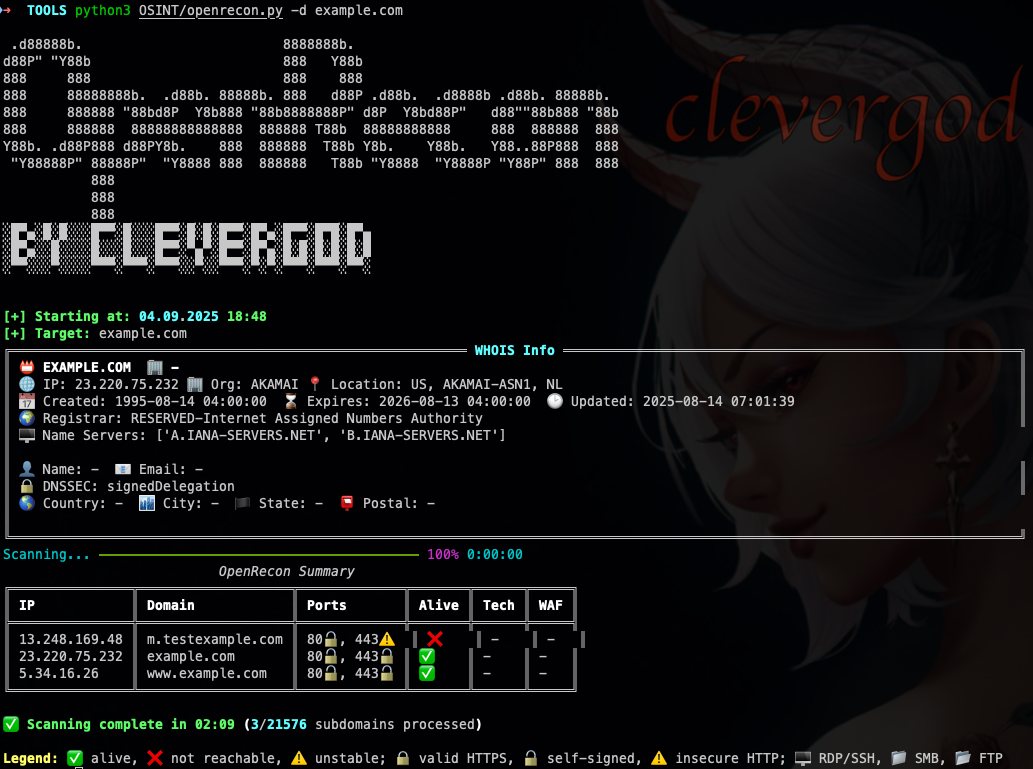 ➜ TOOLS python3 OSINT/openrecon.py -d example.com
clevergod
 .d88888b.                         8888888b.
d88P" "Y88b                        888   Y88b
888     888                        888    888
888     88888888b.  .d88b. 88888b. 888   d88P .d88b.  .d8888b .d88b. 88888b.
888     888888 "88bd8P  Y8b888 "88b8888888P" d8P  Y8bd88P"   d88""88b888 "88b
888     888888  88888888888888  888888 T88b  88888888888     888  888888  888
Y88b. .d88P888 d88PY8b.    888  888888  T88b Y8b.    Y88b.   Y88..88P888  888
 "Y88888P" 88888P"  "Y8888 888  888888   T88b "Y8888  "Y8888P "Y88P" 888  888
           888
           888
           888
BY CLEVERGOD
[+] Starting at: 04.09.2025 18:48
[+] Target: example.com
WHOIS Info
📛 EXAMPLE.COM 🏢 –
🌐 IP: 23.220.75.232 🏢 Org: AKAMAI 📍 Location: US, AKAMAI-ASN1, NL
📅 Created: 1995-08-14 04:00:00 ⏳ Expires: 2026-08-13 04:00:00 🕒 Updated: 2025-08-14 07:01:39
🌍 Registrar: RESERVED-Internet Assigned Numbers Authority
🖥 Name Servers: ['A.IANA-SERVERS.NET', 'B.IANA-SERVERS.NET']
👤 Name: – 📧 Email: –
🔒 DNSSEC: signedDelegation
🌎 Country: – 🏙 City: – 🏴 State: – 📮 Postal: –
Scanning... 100% 0:00:00
OpenRecon Summary
IP Domain Ports Alive Tech WAF
13.248.169.48 m.testexample.com 80🔒, 443⚠️ ❌ – –
23.220.75.232 example.com 80🔒, 443🔒 ✅ – –
5.34.16.26 www.example.com 80🔒, 443🔒 ✅ – –
✅ Scanning complete in 02:09 (3/21576 subdomains processed)
Legend: ✅ alive, ❌ not reachable, ⚠️ unstable; 🔒 valid HTTPS, 🔓 self-signed, ⚠️ insecure HTTP; 🖥 RDP/SSH, 📁 SMB, 📂 FTP